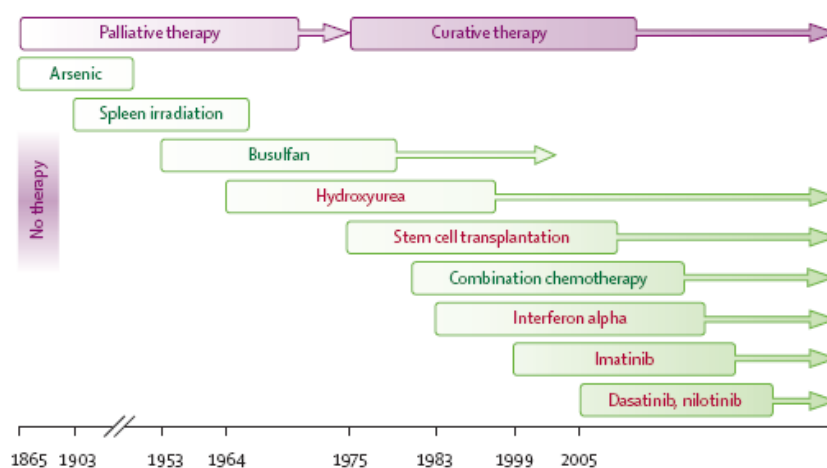 Palliative therapy
Curative therapy
Arsenic
Spleen irradiation
Busulfan
No therapy
Hydroxyurea
Stem cell transplantation
Combination chemotherapy
Interferon alpha
Imatinib
Dasatinib, nilotinib
1865 1903 1953 1964 1975 1983 1999 2005